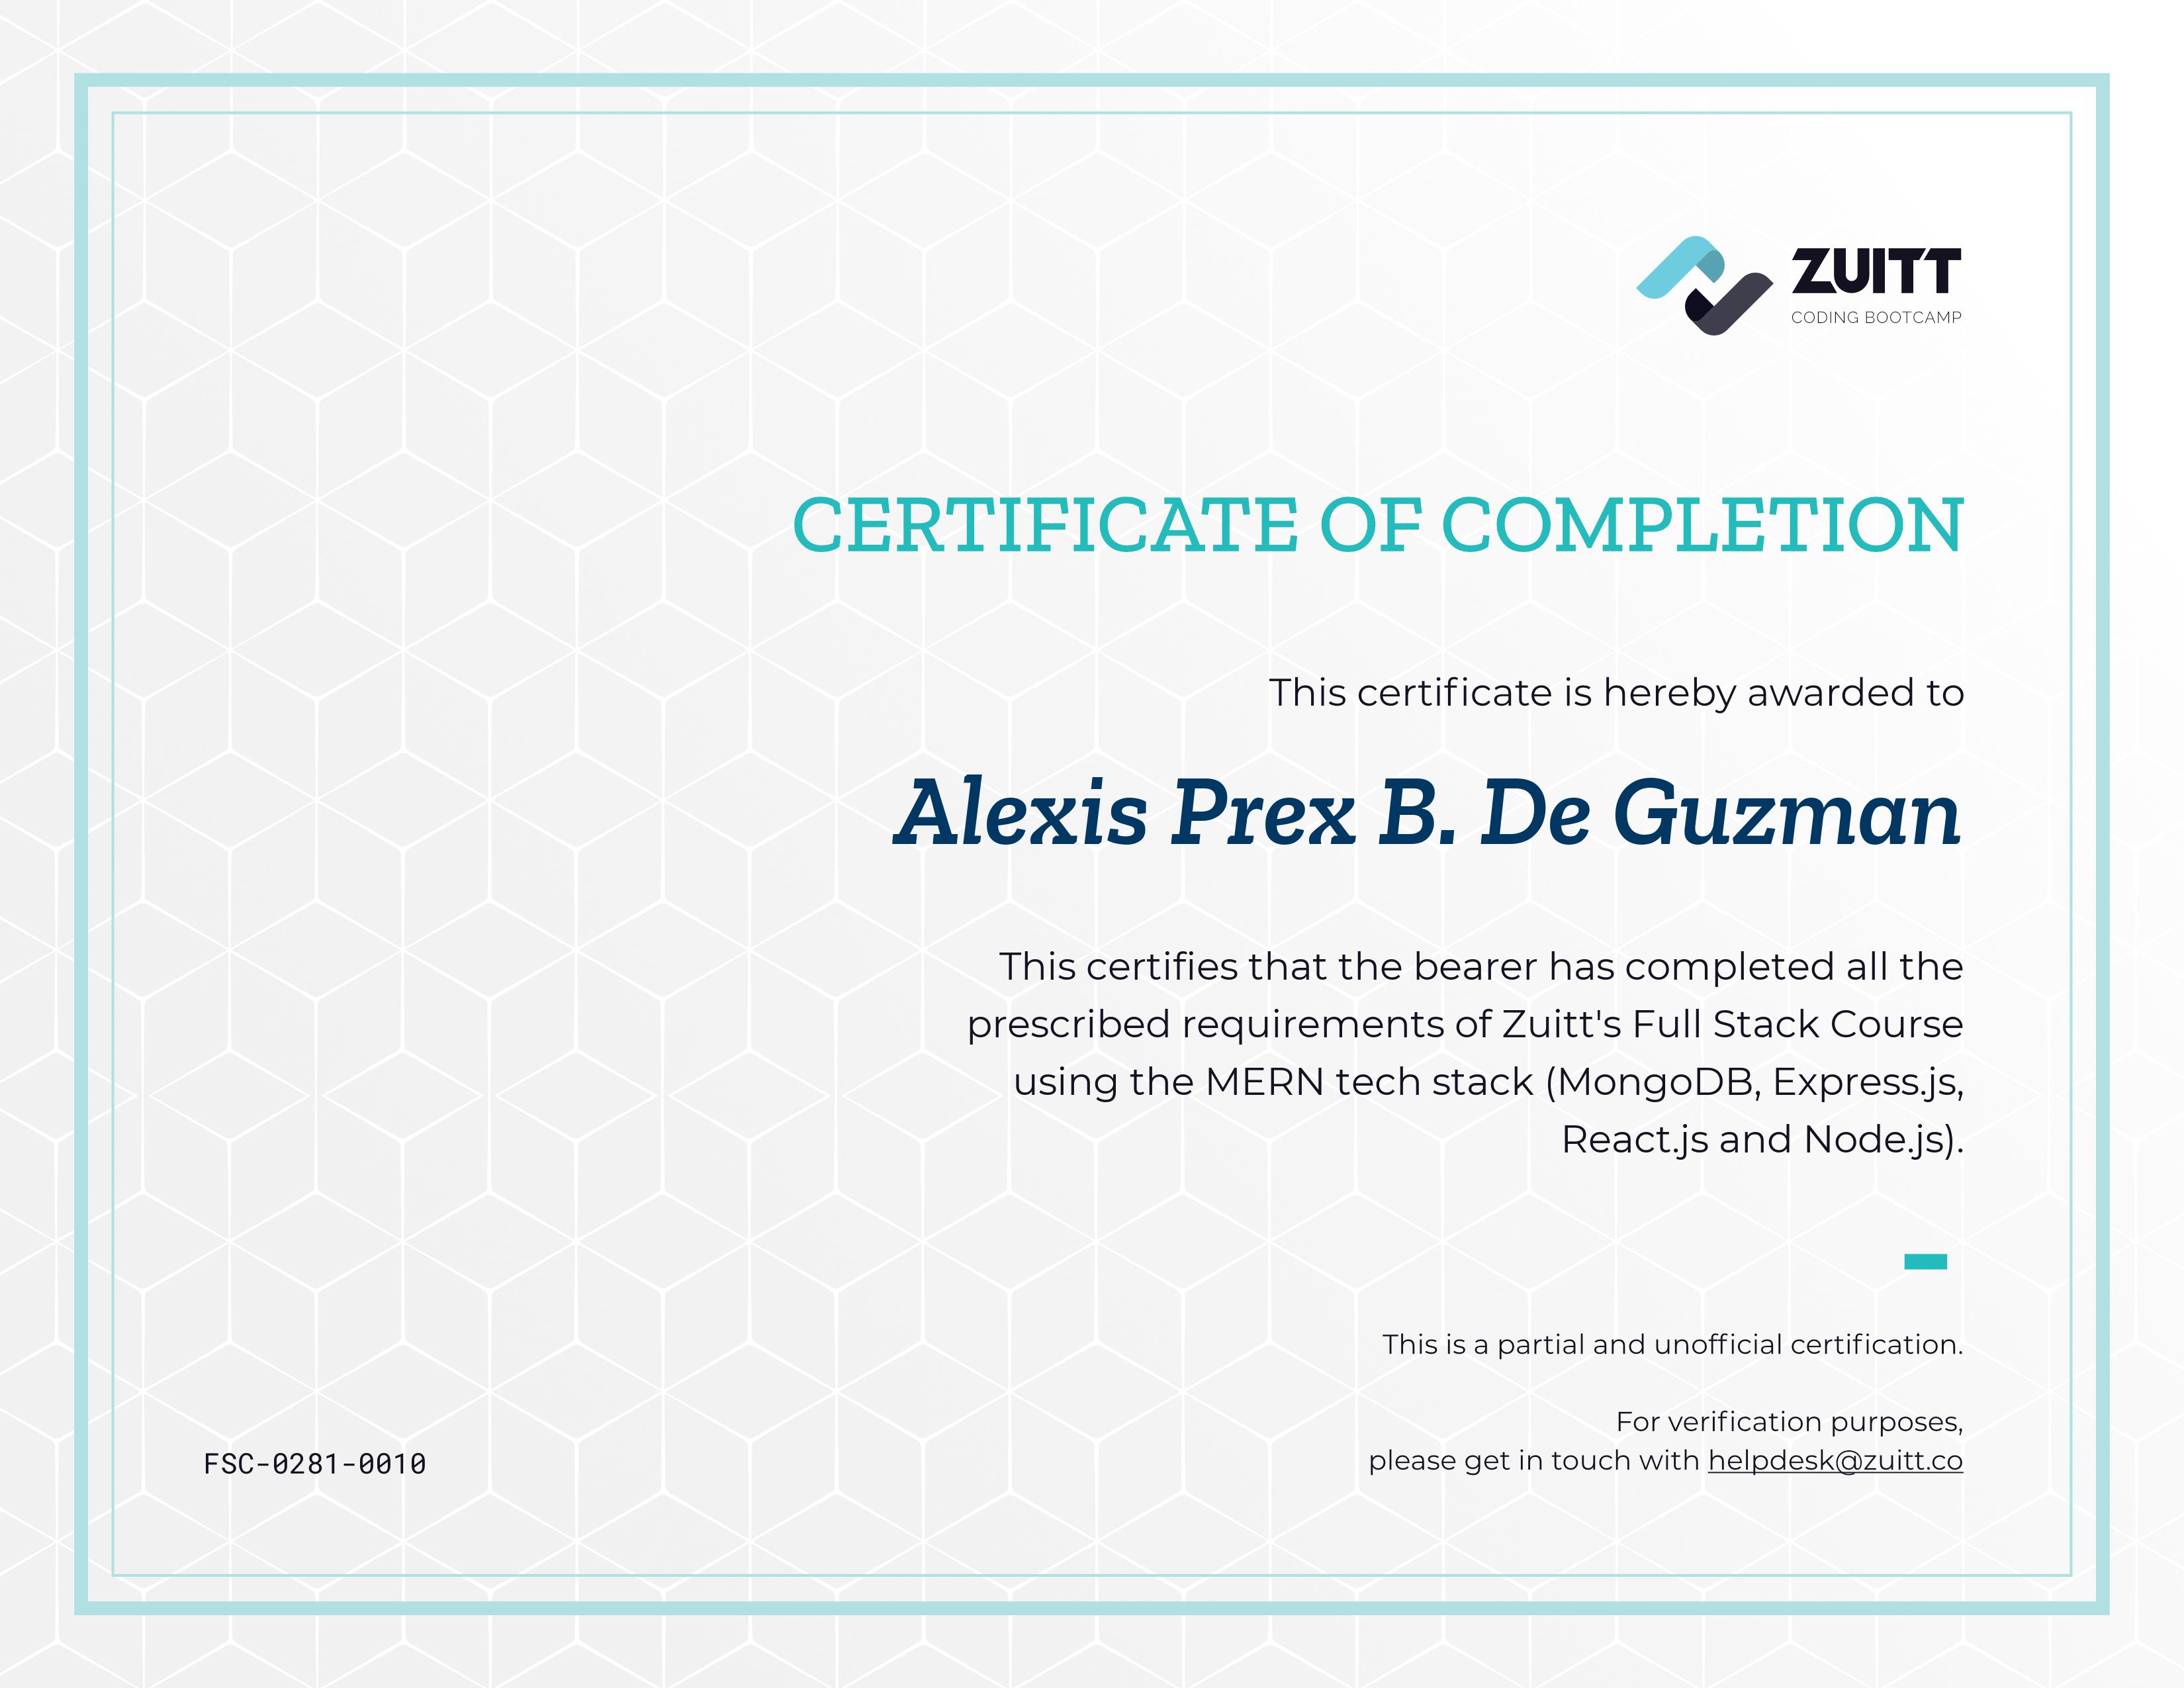 ZUITT
CODING BOOTCAMP
CERTIFICATE OF COMPLETION
This certificate is hereby awarded to
Alexis Prex B. De Guzman
This certifies that the bearer has completed all the
prescribed requirements of Zuitt's Full Stack Course
using the MERN tech stack (MongoDB, Express.js,
React.js and Node.js).
This is a partial and unofficial certification.
For verification purposes,
please get in touch with helpdesk@zuitt.co
FSC-0281-0010